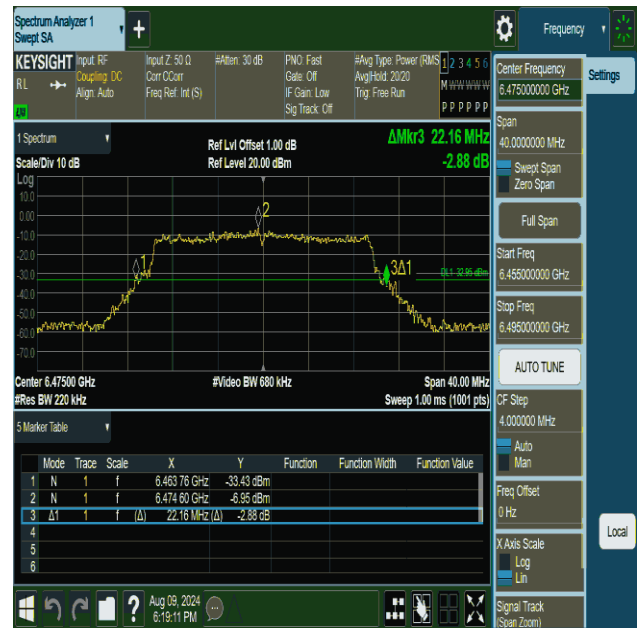 Spectrum Analyzer 1
Swept SA
+
Frequency
KEYSIGHT
RL
LXI
Input: RF
Coupling: DC
Align: Auto
Input Z: 50 Ω
Corr CCorr
Freq Ref: Int (S)
#Atten: 30 dB
PNO: Fast
Gate: Off
IF Gain: Low
Sig Track: Off
#Avg Type: Power (RMS
Avg|Hold: 20/20
Trig: Free Run
1 2 3 4 5 6
M W W W W W
P P P P P P
Center Frequency
6.475000000 GHz
Settings
Span
40.0000000 MHz
Swept Span
Zero Span
Full Span
Start Freq
6.455000000 GHz
Stop Freq
6.495000000 GHz
AUTO TUNE
CF Step
4.000000 MHz
Auto
Man
Freq Offset
0 Hz
X Axis Scale
Log
Lin
Signal Track
(Span Zoom)
Local
1 Spectrum
Scale/Div 10 dB
Ref Lvl Offset 1.00 dB
Ref Level 20.00 dBm
ΔMkr3 22.16 MHz
-2.88 dB
Log
10.0
0.00
-10.0
-20.0
-30.0
-40.0
-50.0
-60.0
-70.0
1
2
3Δ1
DL1 -32.95 dBm
Center 6.47500 GHz
#Video BW 680 kHz
Span 40.00 MHz
#Res BW 220 kHz
Sweep 1.00 ms (1001 pts)
5 Marker Table
Mode Trace Scale X Y Function Function Width Function Value
1 N 1 f 6.463 76 GHz -33.43 dBm
2 N 1 f 6.474 60 GHz -6.95 dBm
3 Δ1 1 f (Δ) 22.16 MHz (Δ) -2.88 dB
4
5
6
?
Aug 09, 2024
6:19:11 PM